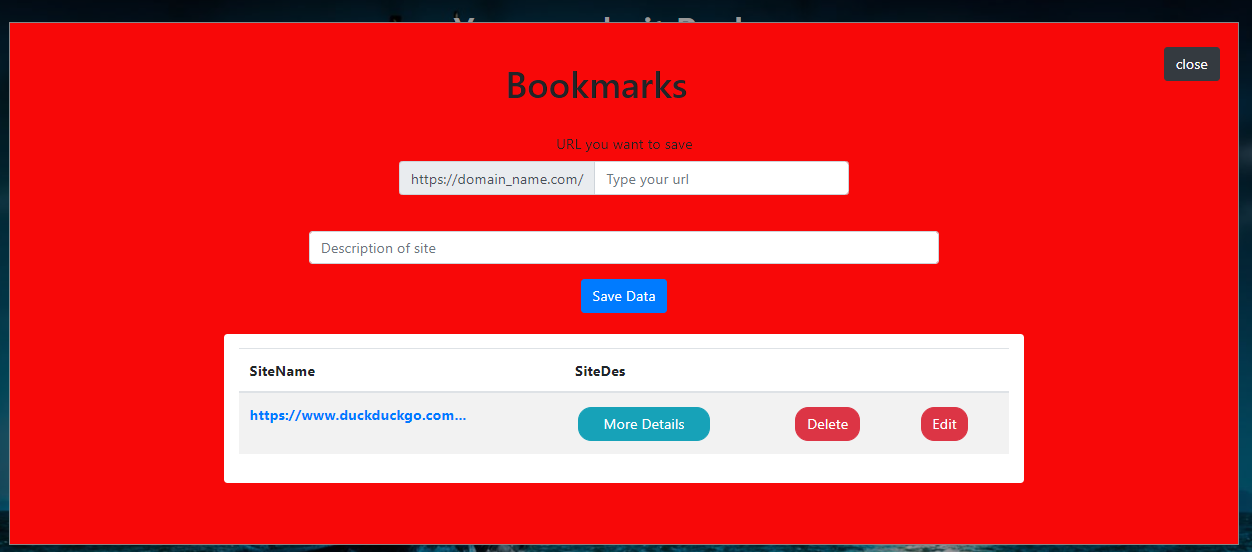 close
Bookmarks
URL you want to save
https://domain_name.com/ Type your url
Description of site
Save Data
SiteName SiteDes
https://www.duckduckgo.com... More Details Delete Edit